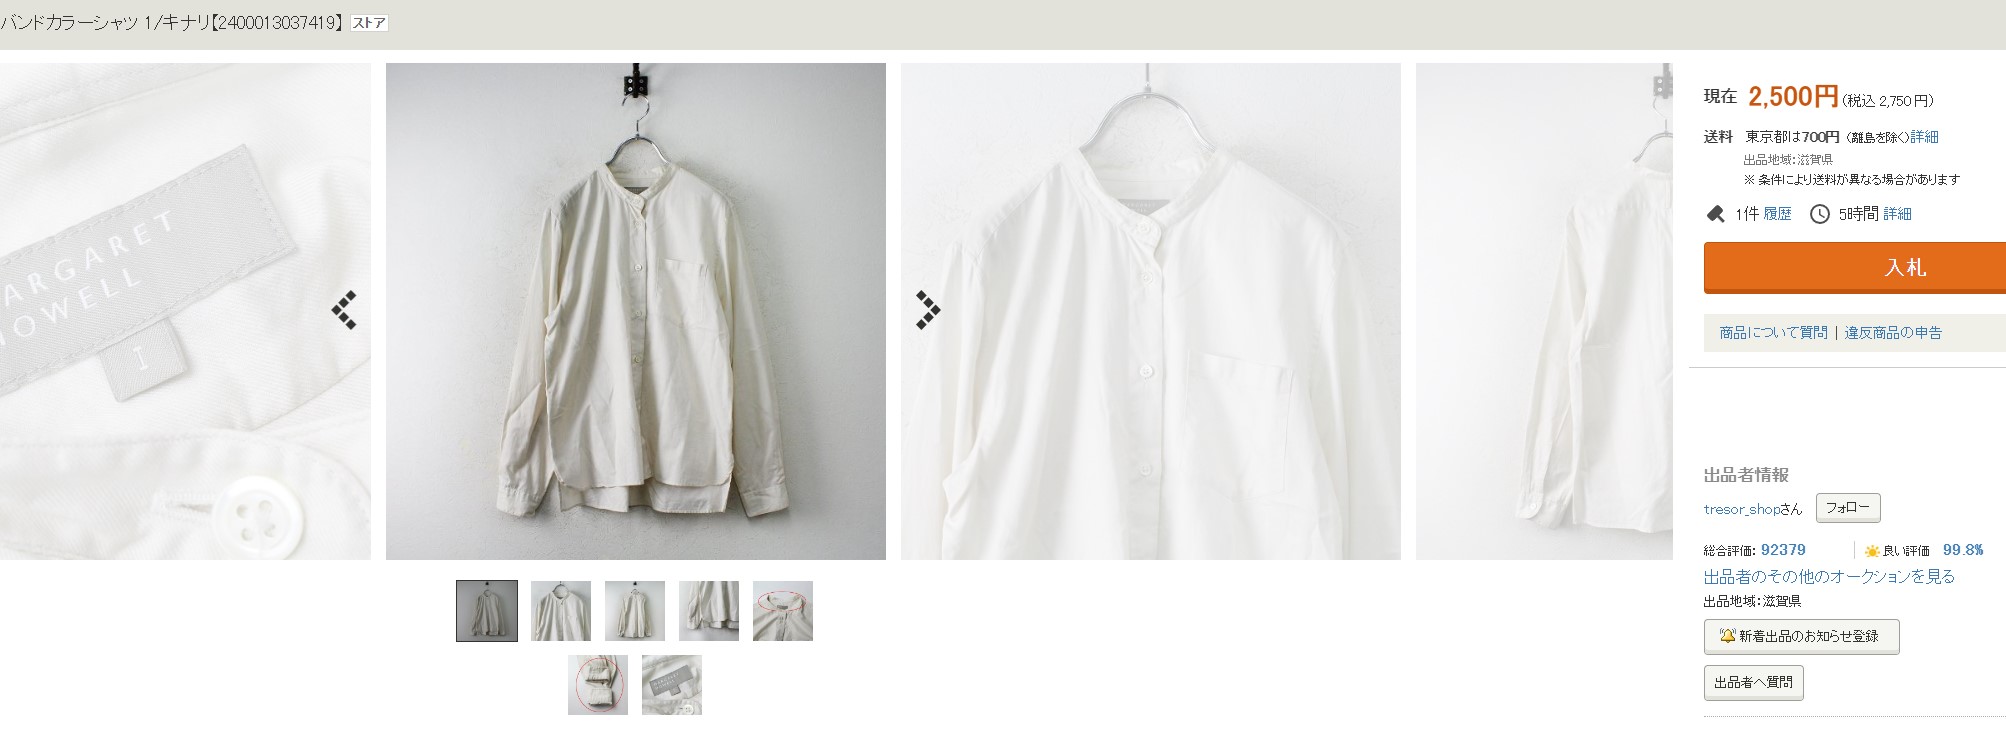 バンドカラーシャツ 1/キナリ【2400013037419】 ストア
ARGARET
HOWELL
I
現在 2,500円(税込 2,750 円)
送料 東京都は700円 (離島を除く)詳細
出品地域:滋賀県
※ 条件により送料が異なる場合があります
1件 履歴 5時間 詳細
入札
商品について質問 | 違反商品の申告
出品者情報
tresor_shopさん フォロー
総合評価: 92379 良い評価 99.8%
出品者のその他のオークションを見る
出品地域:滋賀県
新着出品のお知らせ登録
出品者へ質問